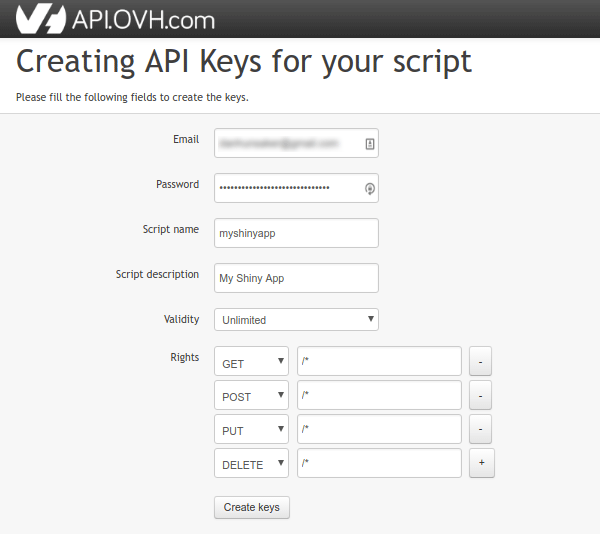 API.OVH.com
Creating API Keys for your script
Please fill the following fields to create the keys.
Email
Password ••••••••••••••••••••••••••••••
Script name myshinyapp
Script description My Shiny App
Validity Unlimited
Rights GET /* -
POST /* -
PUT /* -
DELETE /* +
Create keys